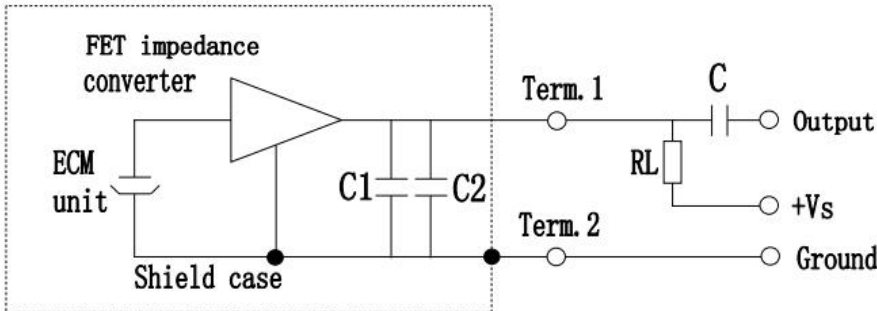 FET impedance
converter
ECM
unit
C1
C2
Shield case
Term.1
Term.2
C
RL
Output
+Vs
Ground